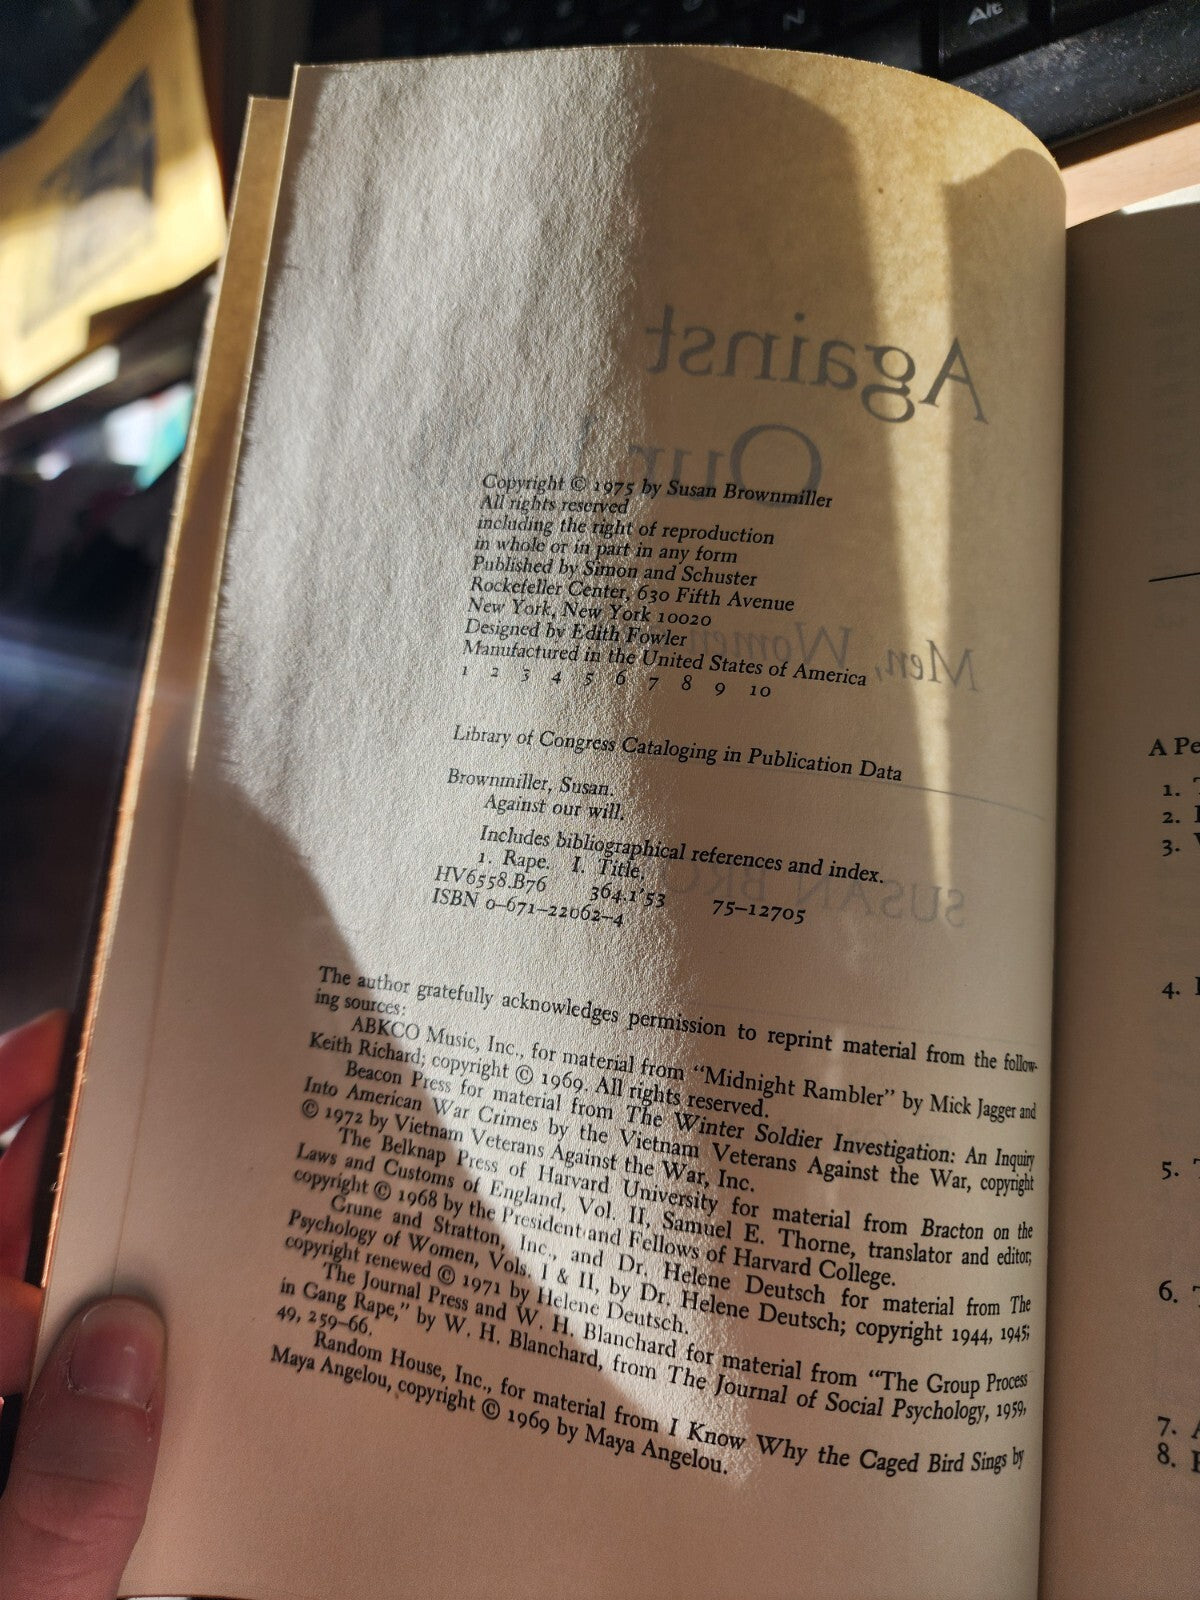 Alt
N
Against
Our
Men, Women
SUSAN BRO
Copyright © 1975 by Susan Brownmiller
All rights reserved
including the right of reproduction
in whole or in part in any form
Published by Simon and Schuster
Rockefeller Center, 630 Fifth Avenue
New York, New York 10020
Designed by Edith Fowler
Manufactured in the United States of America
1 2 3 4 5 6 7 8 9 10
Library of Congress Cataloging in Publication Data
Brownmiller, Susan.
Against our will.
Includes bibliographical references and index.
1. Rape. I. Title.
HV6558.B76 364.1'53 75–12705
ISBN 0–671–22062–4
The author gratefully acknowledges permission to reprint material from the follow-
ing sources:
ABKCO Music, Inc., for material from "Midnight Rambler" by Mick Jagger and
Keith Richard; copyright © 1969. All rights reserved.
Beacon Press for material from The Winter Soldier Investigation: An Inquiry
Into American War Crimes by the Vietnam Veterans Against the War, copyright
© 1972 by Vietnam Veterans Against the War, Inc.
The Belknap Press of Harvard University for material from Bracton on the
Laws and Customs of England, Vol. II, Samuel E. Thorne, translator and editor;
copyright © 1968 by the President and Fellows of Harvard College.
Grune and Stratton, Inc., and Dr. Helene Deutsch for material from The
Psychology of Women, Vols. I & II, by Dr. Helene Deutsch; copyright 1944, 1945;
copyright renewed © 1971 by Helene Deutsch.
The Journal Press and W. H. Blanchard for material from "The Group Process
in Gang Rape," by W. H. Blanchard, from The Journal of Social Psychology, 1959,
49, 259–66.
Random House, Inc., for material from I Know Why the Caged Bird Sings by
Maya Angelou, copyright © 1969 by Maya Angelou.
A Pe
1.
2.
3.
4.
5.
6.
7.
8.